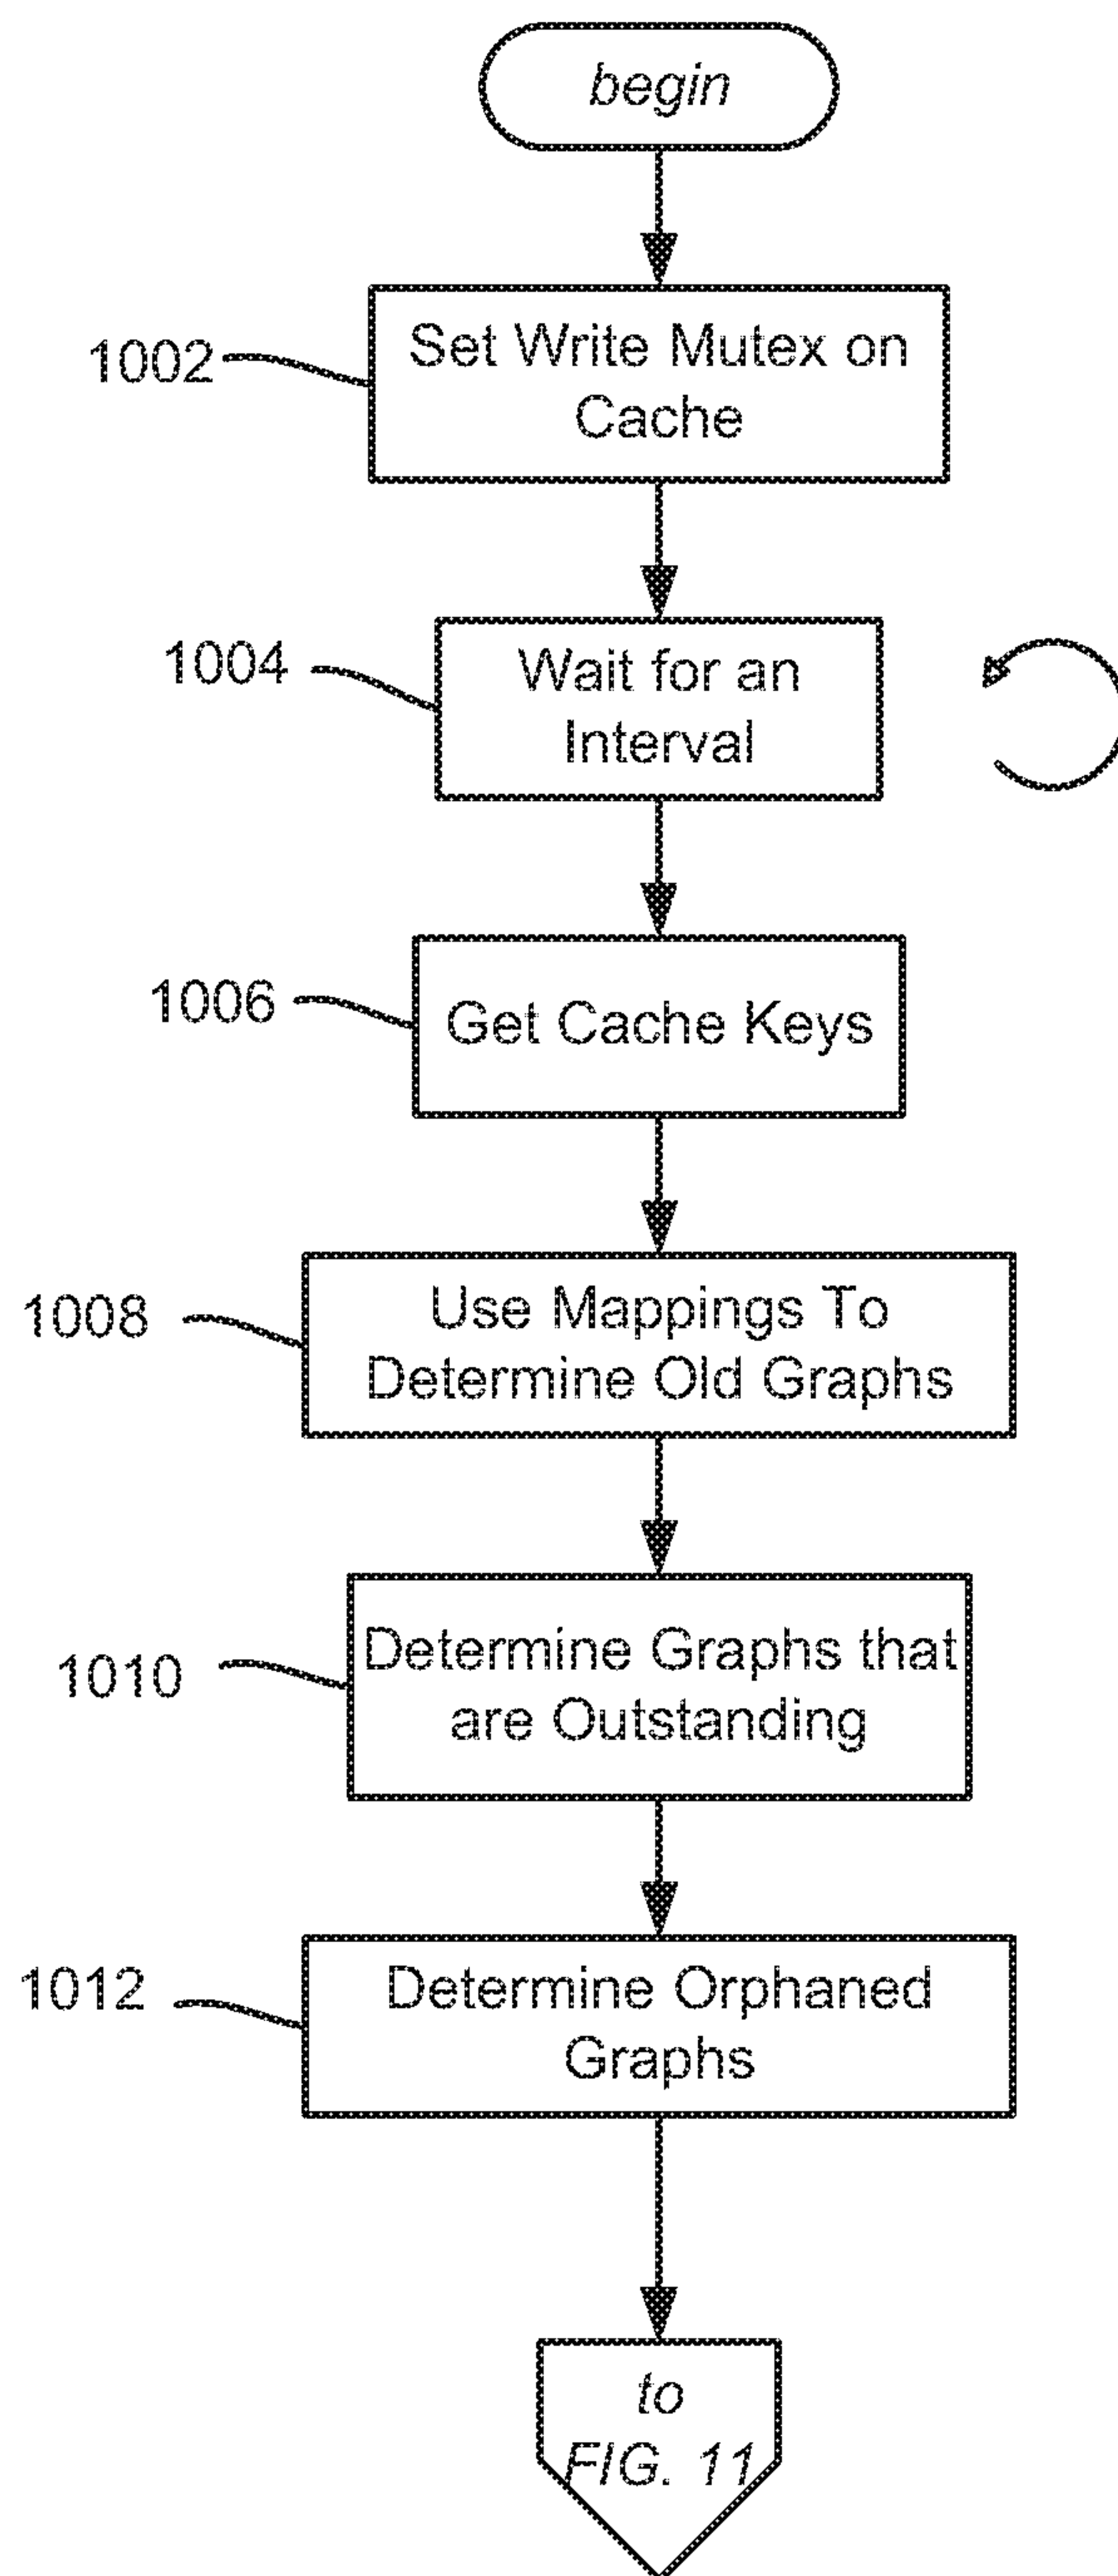 begin
1002
Set Write Mutex on
Cache
1004
Wait for an
Interval
1006
Get Cache Keys
1008
Use Mappings To
Determine Old Graphs
1010
Determine Graphs that
are Outstanding
1012
Determine Orphaned
Graphs
to
FIG. 11